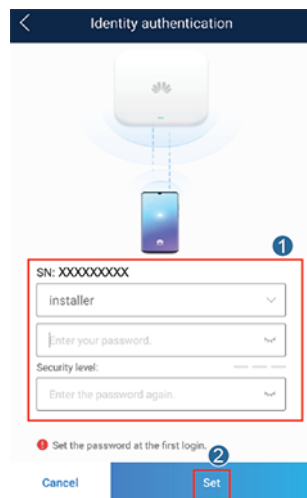 Identity authentication
1
SN: XXXXXXXXX
installer
Enter your password.
Security level:
Enter the password again.
Set the password at the first login.
2
Cancel
Set